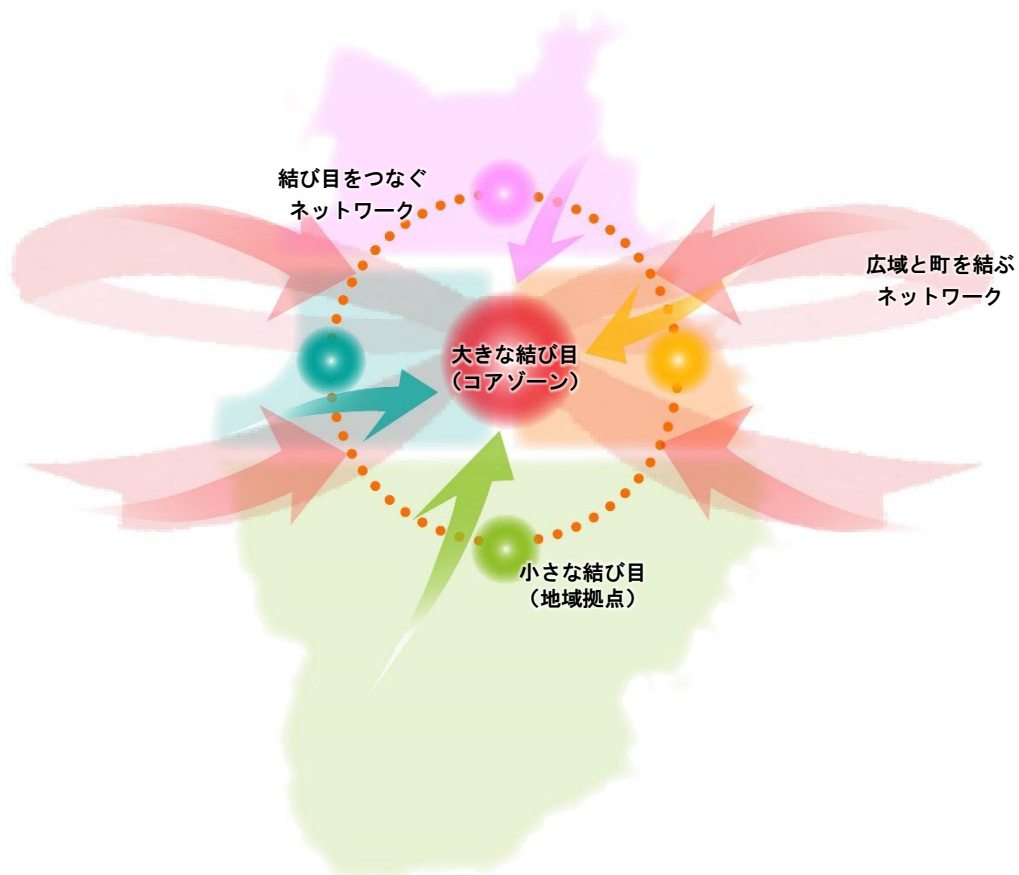 結び目をつなぐ
ネットワーク
広域と町を結ぶ
ネットワーク
大きな結び目
（コアゾーン）
小さな結び目
（地域拠点）